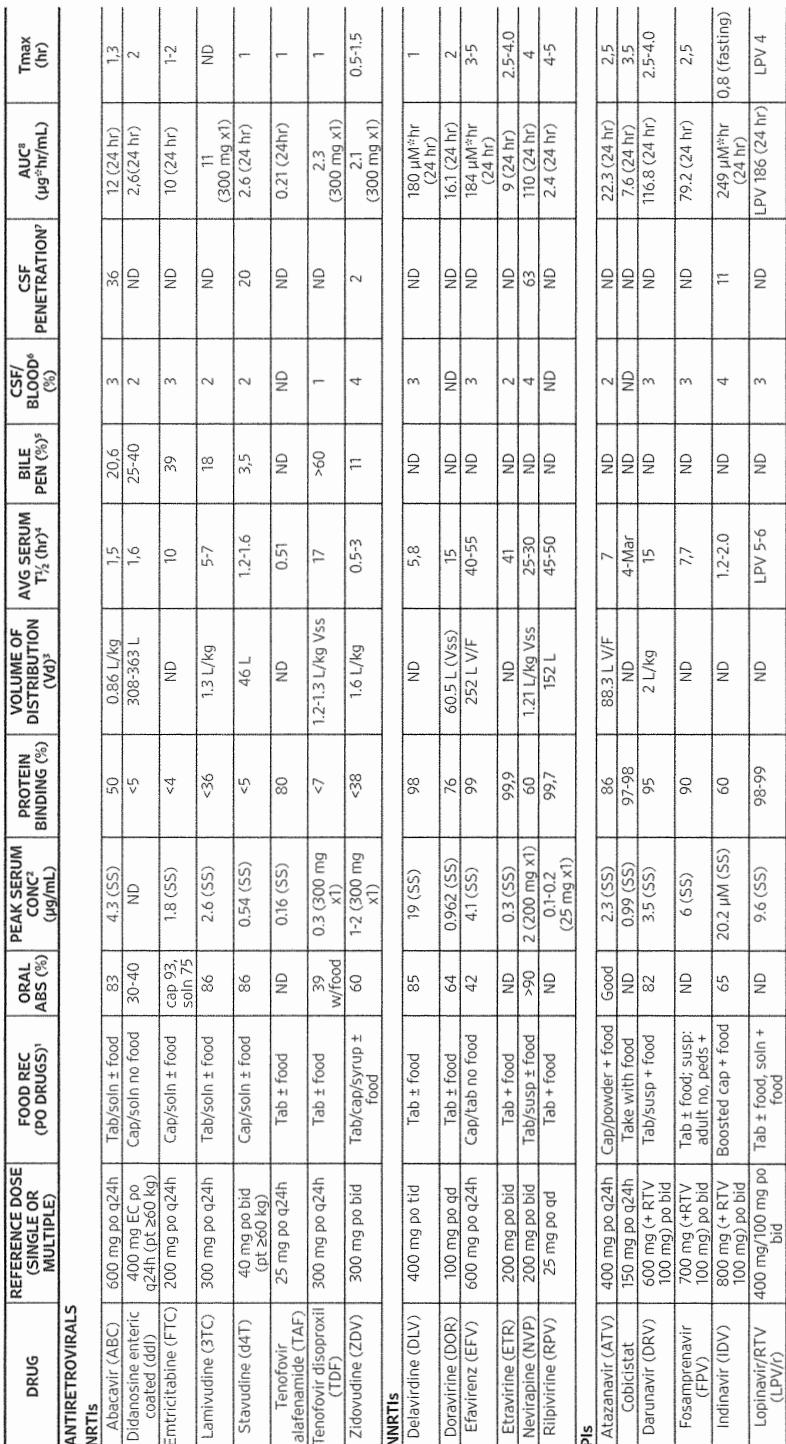 DRUG REFERENCE DOSE (SINGLE OR MULTIPLE) FOOD REC (PO DRUGS)¹ ORAL ABS (%) PEAK SERUM CONC² (µg/mL) PROTEIN BINDING (%) VOLUME OF DISTRIBUTION (Vd)³ AVG SERUM T½ (hr)⁴ BILE PEN (%)⁵ CSF/ BLOOD⁶ (%) CSF PENETRATION⁷ AUC⁸ (µg*hr/mL) Tmax (hr)
ANTIRETROVIRALS
NRTIs
Abacavir (ABC) 600 mg po q24h Tab/soln ± food 83 4.3 (SS) 50 0.86 L/kg 1,5 20,6 3 36 12 (24 hr) 1,3
Didanosine enteric coated (ddI) 400 mg EC po q24h (pt ≥60 kg) Cap/soln no food 30-40 ND <5 308-363 L 1,6 25-40 2 ND 2,6(24 hr) 2
Emtricitabine (FTC) 200 mg po q24h Cap/soln ± food cap 93, soln 75 1.8 (SS) <4 ND 10 39 3 ND 10 (24 hr) 1-2
Lamivudine (3TC) 300 mg po q24h Tab/soln ± food 86 2.6 (SS) <36 1.3 L/kg 5-7 18 2 ND 11 (300 mg x1) ND
Stavudine (d4T) 40 mg po bid (pt ≥60 kg) Cap/soln ± food 86 0.54 (SS) <5 46 L 1.2-1.6 3,5 2 20 2.6 (24 hr) 1
Tenofovir alafenamide (TAF) 25 mg po q24h Tab ± food ND 0.16 (SS) 80 ND 0.51 ND ND ND 0.21 (24hr) 1
Tenofovir disoproxil (TDF) 300 mg po q24h Tab ± food 39 w/food 0.3 (300 mg x1) <7 1.2-1.3 L/kg Vss 17 >60 1 ND 2.3 (300 mg x1) 1
Zidovudine (ZDV) 300 mg po bid Tab/cap/syrup ± food 60 1-2 (300 mg x1) <38 1.6 L/kg 0.5-3 11 4 2 2.1 (300 mg x1) 0.5-1.5
NNRTIs
Delavirdine (DLV) 400 mg po tid Tab ± food 85 19 (SS) 98 ND 5,8 ND 3 ND 180 µM*hr (24 hr) 1
Doravirine (DOR) 100 mg po qd Tab ± food 64 0.962 (SS) 76 60.5 L (Vss) 15 ND ND ND 16.1 (24 hr) 2
Efavirenz (EFV) 600 mg po q24h Cap/tab no food 42 4.1 (SS) 99 252 L V/F 40-55 ND 3 ND 184 µM*hr (24 hr) 3-5
Etravirine (ETR) 200 mg po bid Tab + food ND 0.3 (SS) 99,9 ND 41 ND 2 ND 9 (24 hr) 2.5-4.0
Nevirapine (NVP) 200 mg po bid Tab/susp ± food >90 2 (200 mg x1) 60 1.21 L/kg Vss 25-30 ND 4 63 110 (24 hr) 4
Rilpivirine (RPV) 25 mg po qd Tab + food ND 0.1-0.2 (25 mg x1) 99,7 152 L 45-50 ND ND ND 2.4 (24 hr) 4-5
PIs
Atazanavir (ATV) 400 mg po q24h Cap/powder + food Good 2.3 (SS) 86 88.3 L V/F 7 ND 2 ND 22.3 (24 hr) 2,5
Cobicistat 150 mg po q24h Take with food ND 0.99 (SS) 97-98 ND 4-Mar ND ND ND 7.6 (24 hr) 3.5
Darunavir (DRV) 600 mg (+ RTV 100 mg) po bid Tab/susp + food 82 3.5 (SS) 95 2 L/kg 15 ND 3 ND 116.8 (24 hr) 2.5-4.0
Fosamprenavir (FPV) 700 mg (+RTV 100 mg) po bid Tab ± food; susp: adult no, peds + ND 6 (SS) 90 ND 7,7 ND 3 ND 79.2 (24 hr) 2,5
Indinavir (IDV) 800 mg (+ RTV 100 mg) po bid Boosted cap + food 65 20.2 µM (SS) 60 ND 1.2-2.0 ND 4 11 249 µM*hr (24 hr) 0,8 (fasting)
Lopinavir/RTV (LPV/r) 400 mg/100 mg po bid Tab ± food, soln + food ND 9.6 (SS) 98-99 ND LPV 5-6 ND 3 ND LPV 186 (24 hr) LPV 4